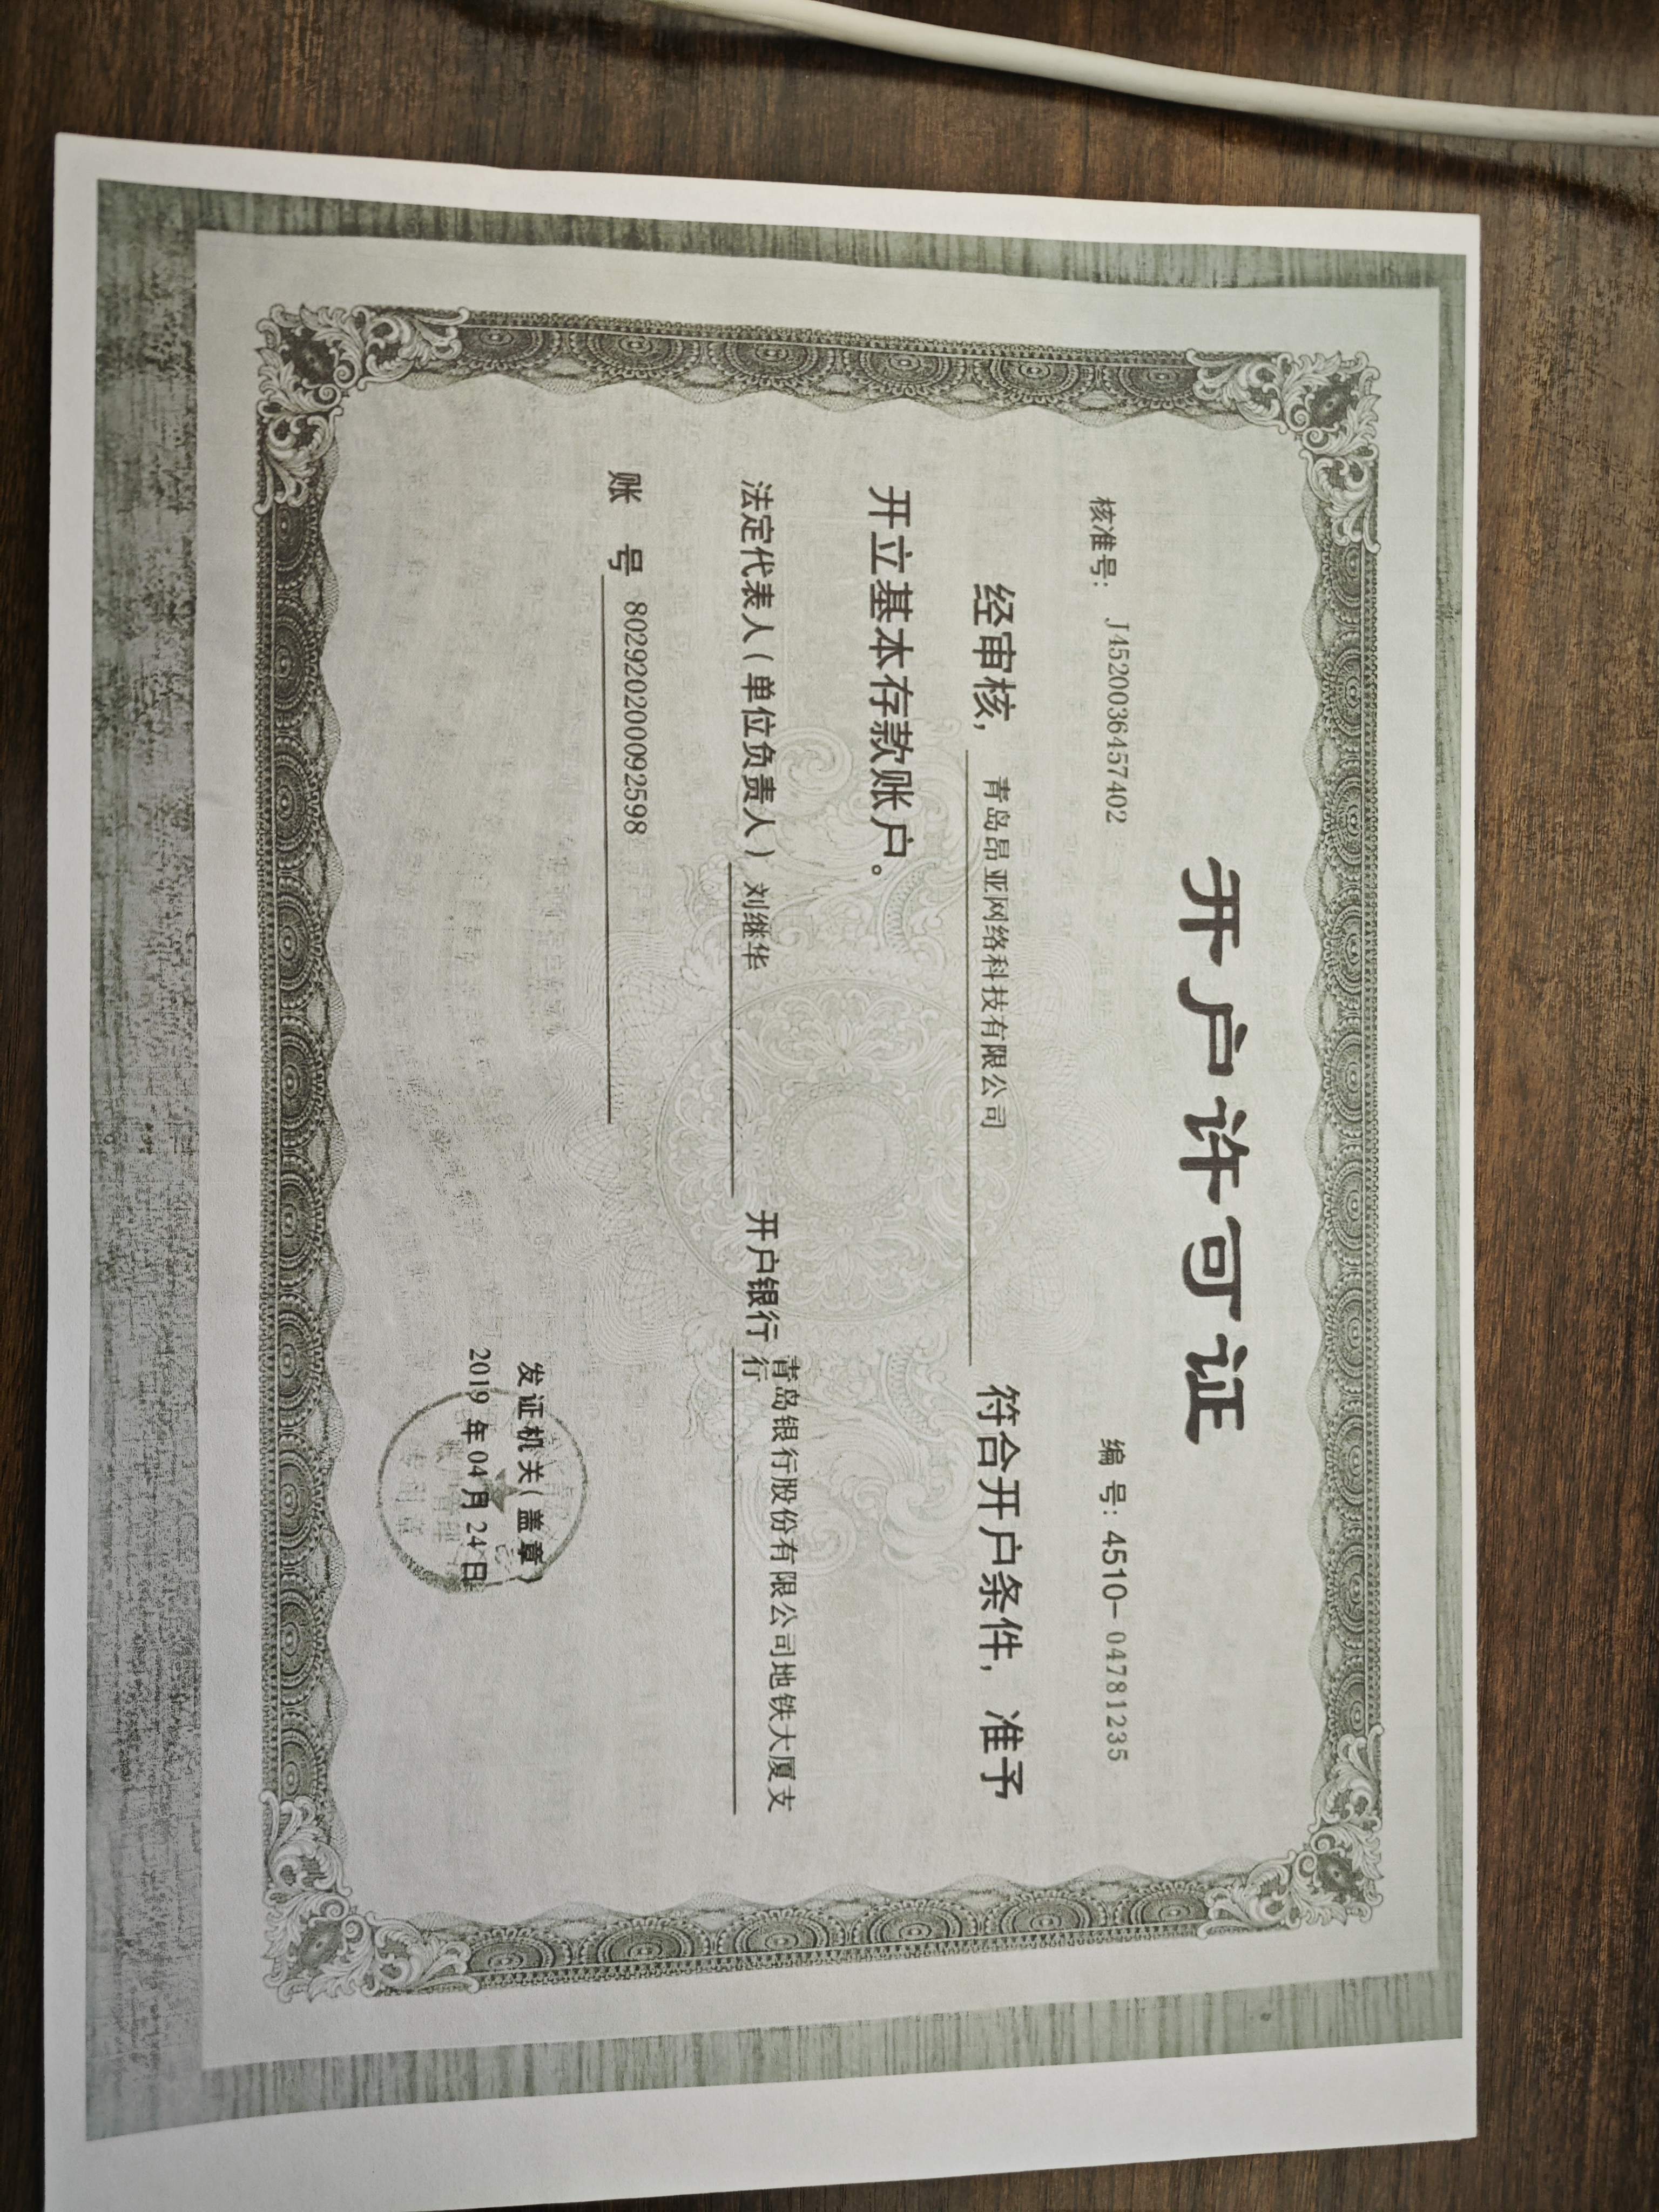 开户许可证
核准号： J4520036457402
编 号：4510-04781235
经审核， 青岛昂亚网络科技有限公司 符合开户条件，准予
开立基本存款账户。
法定代表人（单位负责人）刘继华 开户银行 青岛银行股份有限公司地铁大厦支
行
账 号 802920200092598
发证机关（盖章）
2019 年 04 月 24 日